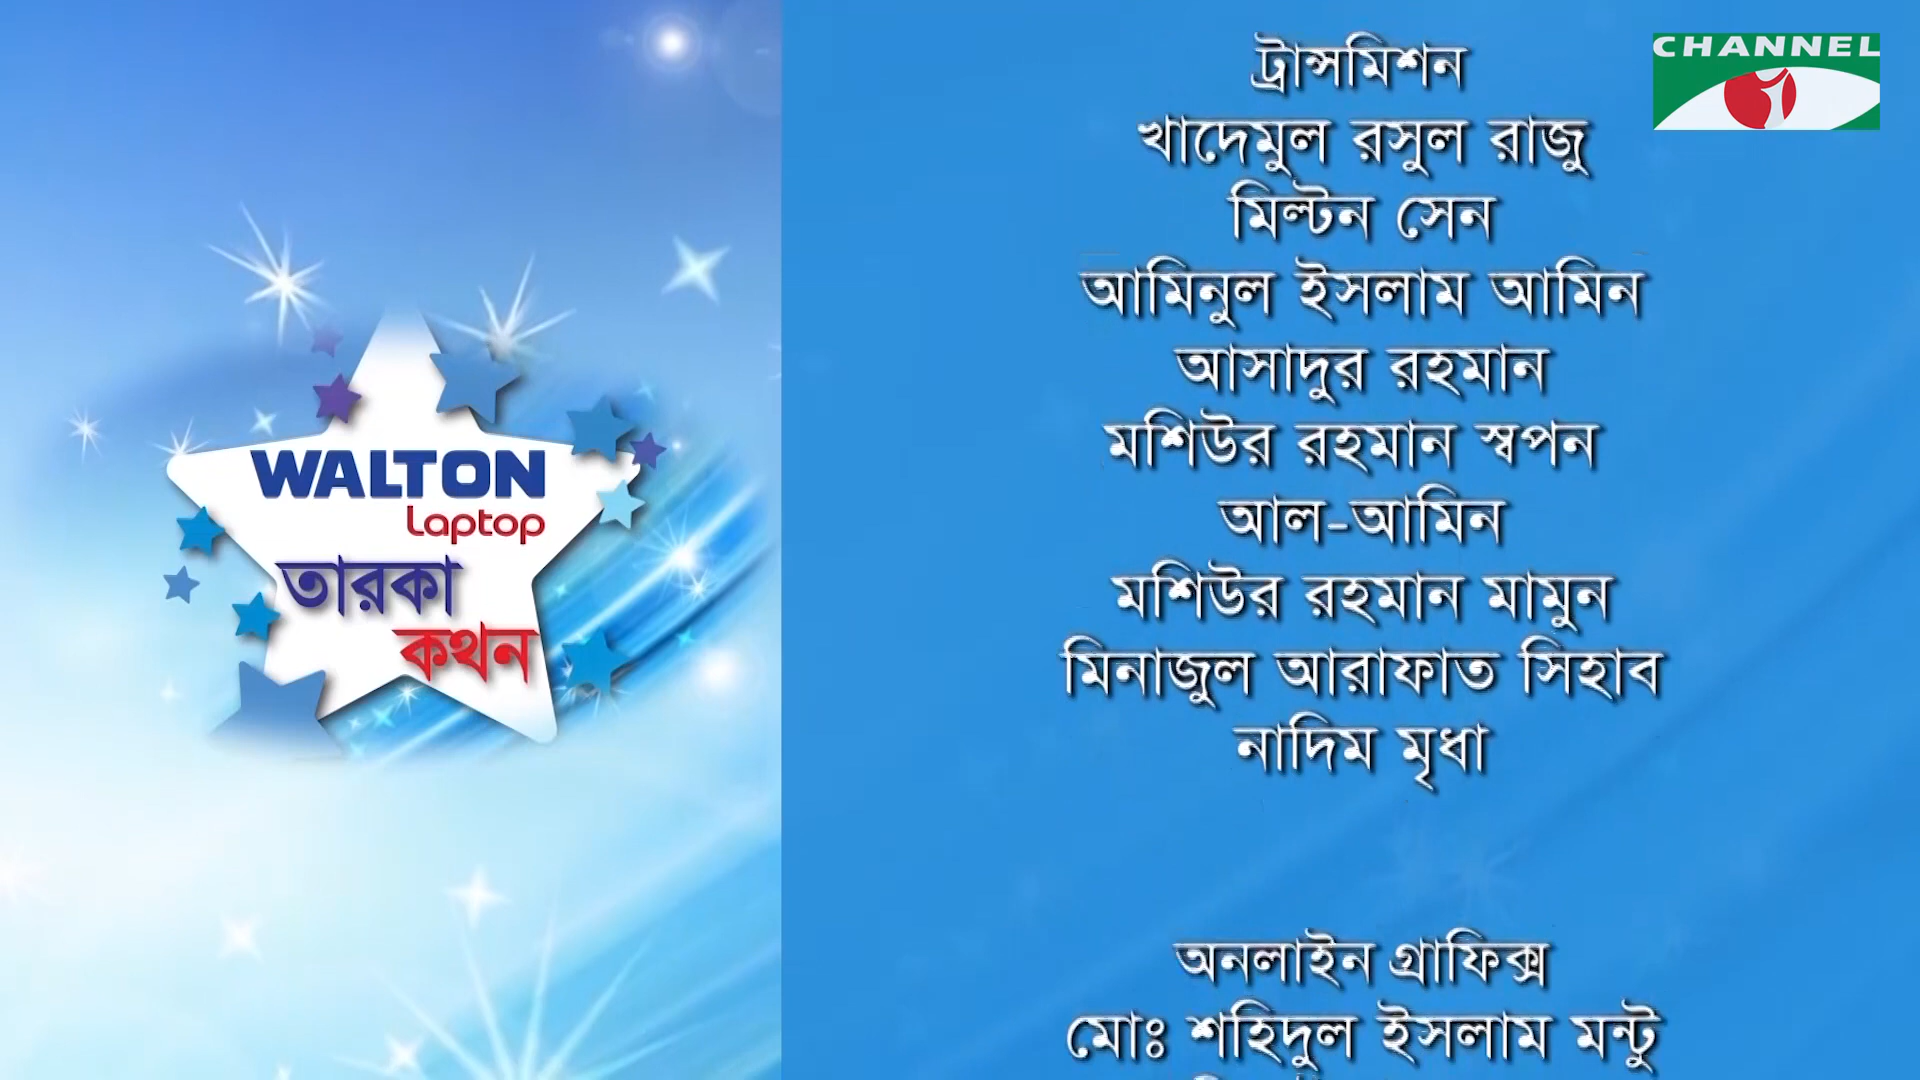 WALTON
Laptop
তারকা
কথন
CHANNEL
ট্রান্সমিশন
খাদেমুল রসুল রাজু
মিল্টন সেন
আমিনুল ইসলাম আমিন
আসাদুর রহমান
মশিউর রহমান স্বপন
আল-আমিন
মশিউর রহমান মামুন
মিনাজুল আরাফাত সিহাব
নাদিম মৃধা
অনলাইন গ্রাফিক্স
মোঃ শহিদুল ইসলাম মন্টু